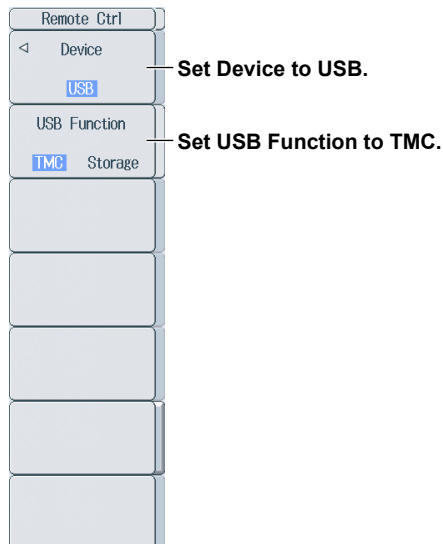 Remote Ctrl
Device
USB
Set Device to USB.
USB Function
TMC Storage
Set USB Function to TMC.